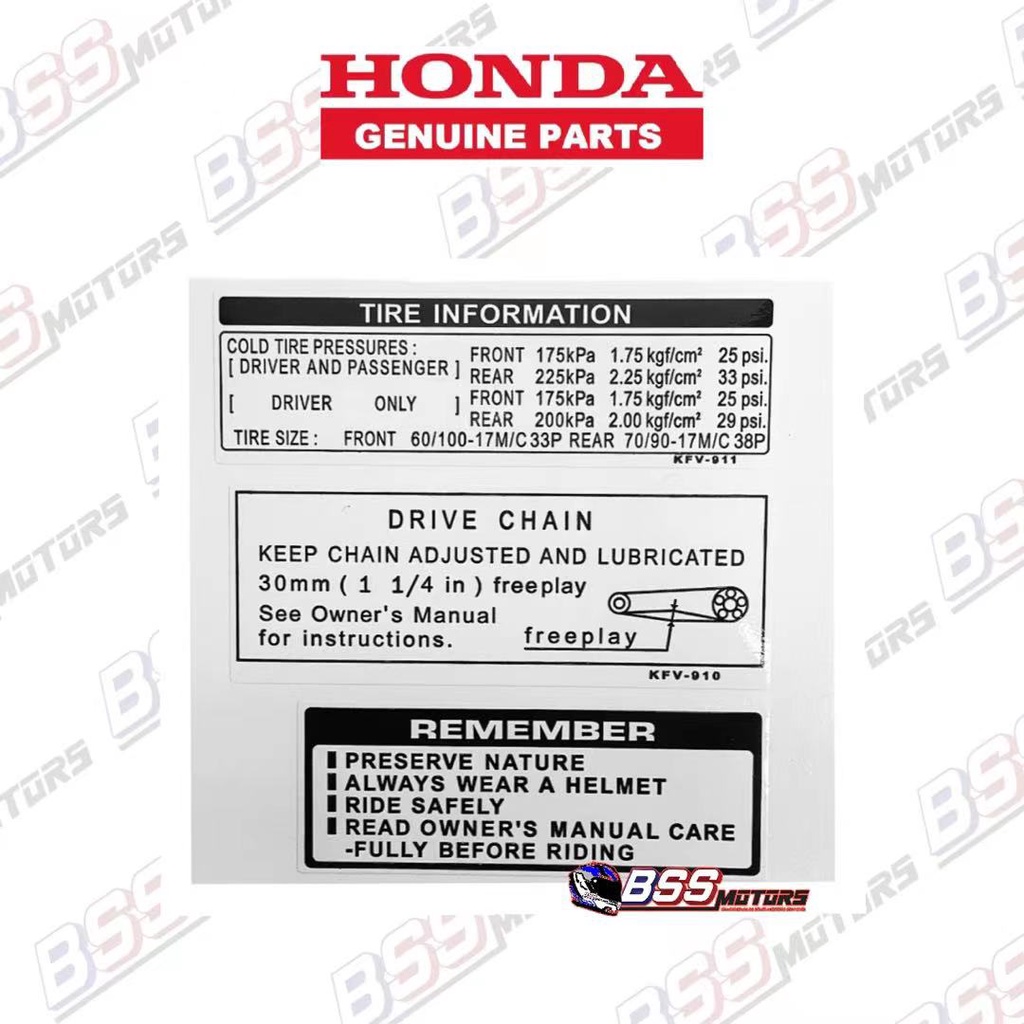 HONDA
GENUINE PARTS
TIRE INFORMATION
COLD TIRE PRESSURES :
[ DRIVER AND PASSENGER ] FRONT 175kPa 1.75 kgf/cm² 25 psi.
REAR 225kPa 2.25 kgf/cm² 33 psi.
[ DRIVER ONLY ] FRONT 175kPa 1.75 kgf/cm² 25 psi.
REAR 200kPa 2.00 kgf/cm² 29 psi.
TIRE SIZE : FRONT 60/100-17M/C 33P REAR 70/90-17M/C 38P
KFV-911
DRIVE CHAIN
KEEP CHAIN ADJUSTED AND LUBRICATED
30mm ( 1 1/4 in ) freeplay
See Owner's Manual
for instructions.
freeplay
KFV-910
REMEMBER
PRESERVE NATURE
ALWAYS WEAR A HELMET
RIDE SAFELY
READ OWNER'S MANUAL CARE
-FULLY BEFORE RIDING
BSS MOTORS